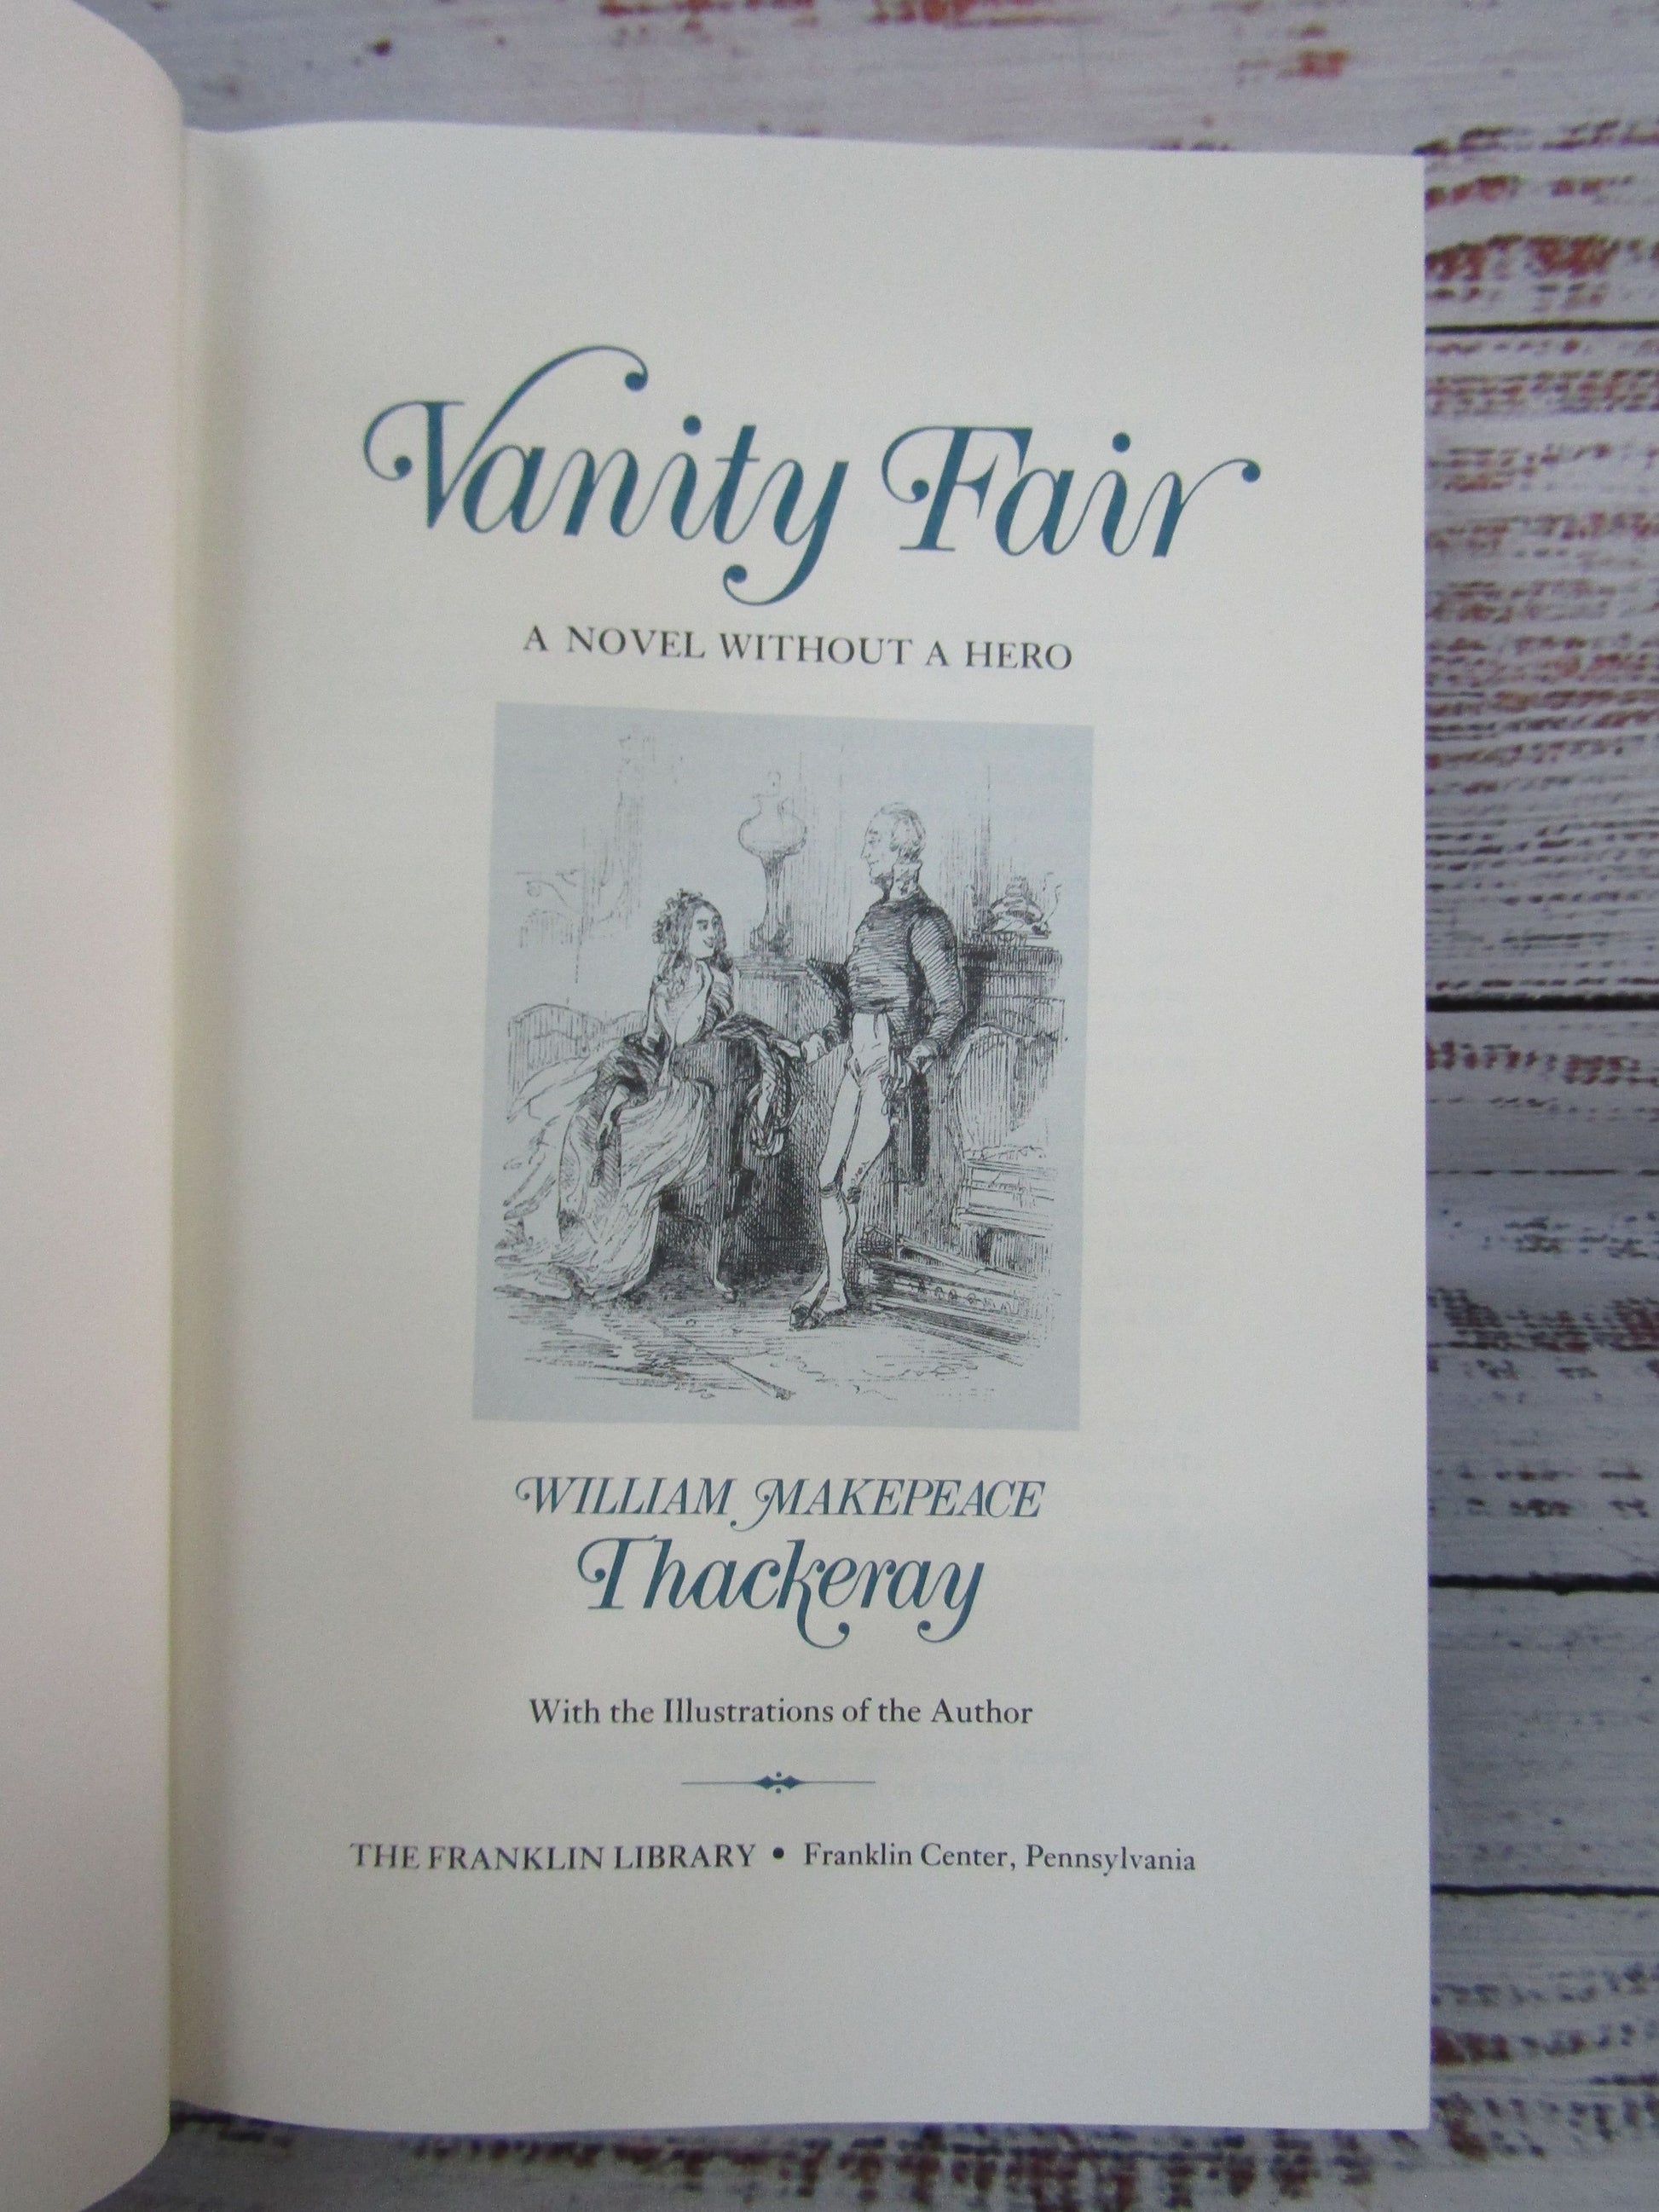 Vanity Fair
A NOVEL WITHOUT A HERO
WILLIAM MAKEPEACE
Thackeray
With the Illustrations of the Author
THE FRANKLIN LIBRARY • Franklin Center, Pennsylvania